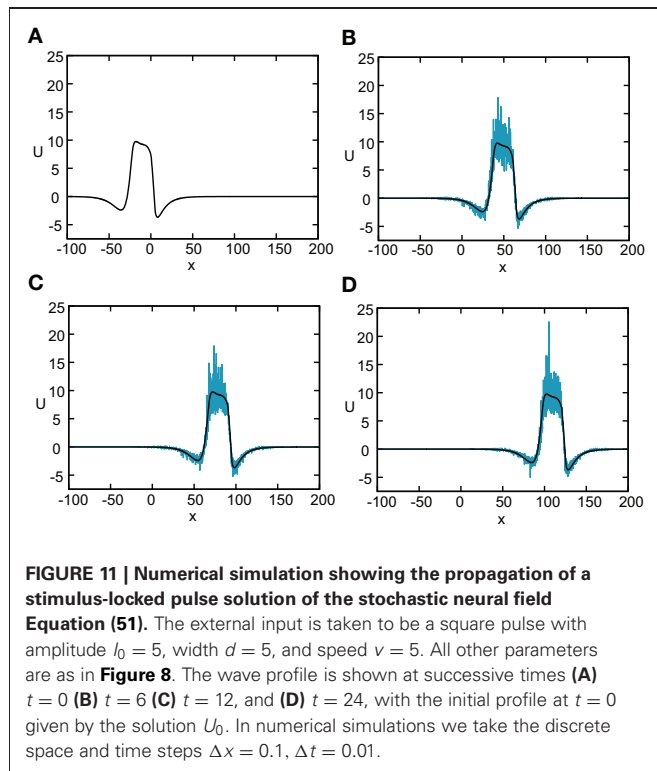 A
25
20
15
10
5
0
-5
U
-100 -50 0 50 100 150 200
x
B
25
20
15
10
5
0
-5
U
-100 -50 0 50 100 150 200
x
C
25
20
15
10
5
0
-5
U
-100 -50 0 50 100 150 200
x
D
25
20
15
10
5
0
-5
U
-100 -50 0 50 100 150 200
x
FIGURE 11 | Numerical simulation showing the propagation of a
stimulus-locked pulse solution of the stochastic neural field
Equation (51). The external input is taken to be a square pulse with
amplitude I₀ = 5, width d = 5, and speed v = 5. All other parameters
are as in Figure 8. The wave profile is shown at successive times (A)
t = 0 (B) t = 6 (C) t = 12, and (D) t = 24, with the initial profile at t = 0
given by the solution U₀. In numerical simulations we take the discrete
space and time steps Δx = 0.1, Δt = 0.01.